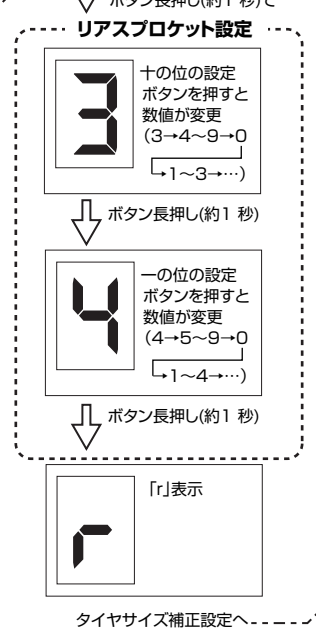 ボタン長押し(約1 秒)で
リアスプロケット設定
3
十の位の設定
ボタンを押すと
数値が変更
(3→4～9→0
→1～3→…)
ボタン長押し(約1 秒)
4
一の位の設定
ボタンを押すと
数値が変更
(4→5～9→0
→1～4→…)
ボタン長押し(約1 秒)
r
「r」表示
タイヤサイズ補正設定へ